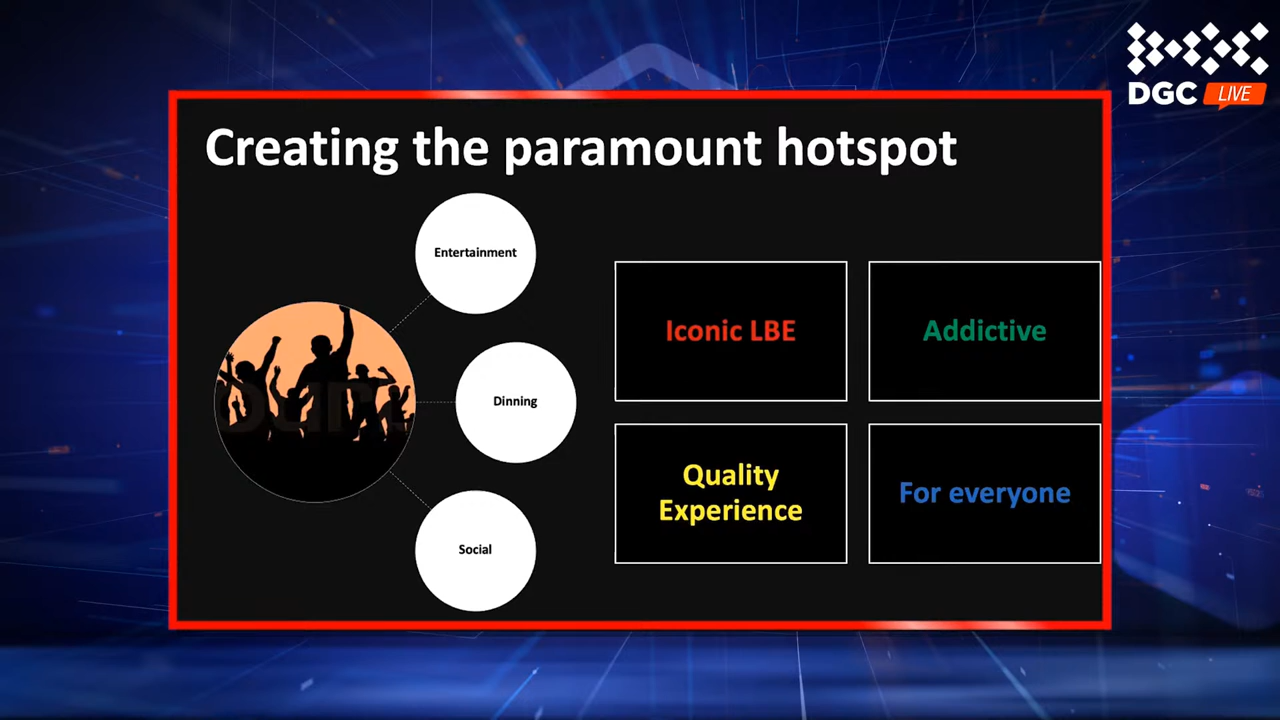 DGC LIVE
Creating the paramount hotspot
Entertainment
Dinning
Social
Iconic LBE
Addictive
Quality
Experience
For everyone